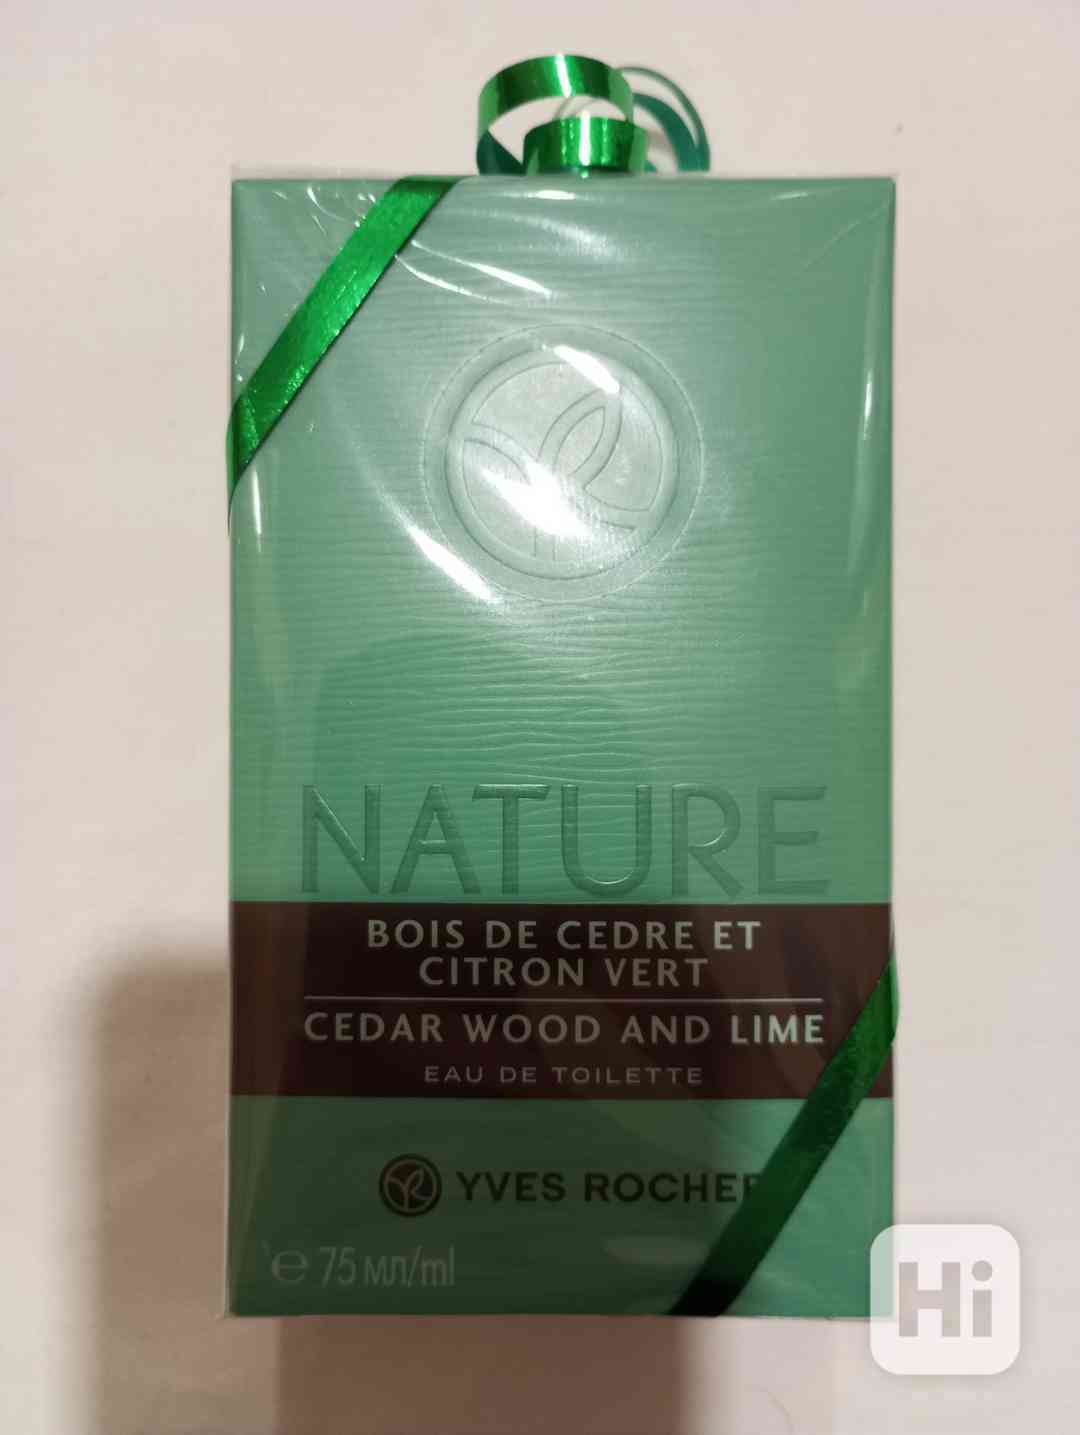 NATURE
BOIS DE CEDRE ET
CITRON VERT
CEDAR WOOD AND LIME
EAU DE TOILETTE
YVES ROCHER
℮ 75 мл/ml
Hi